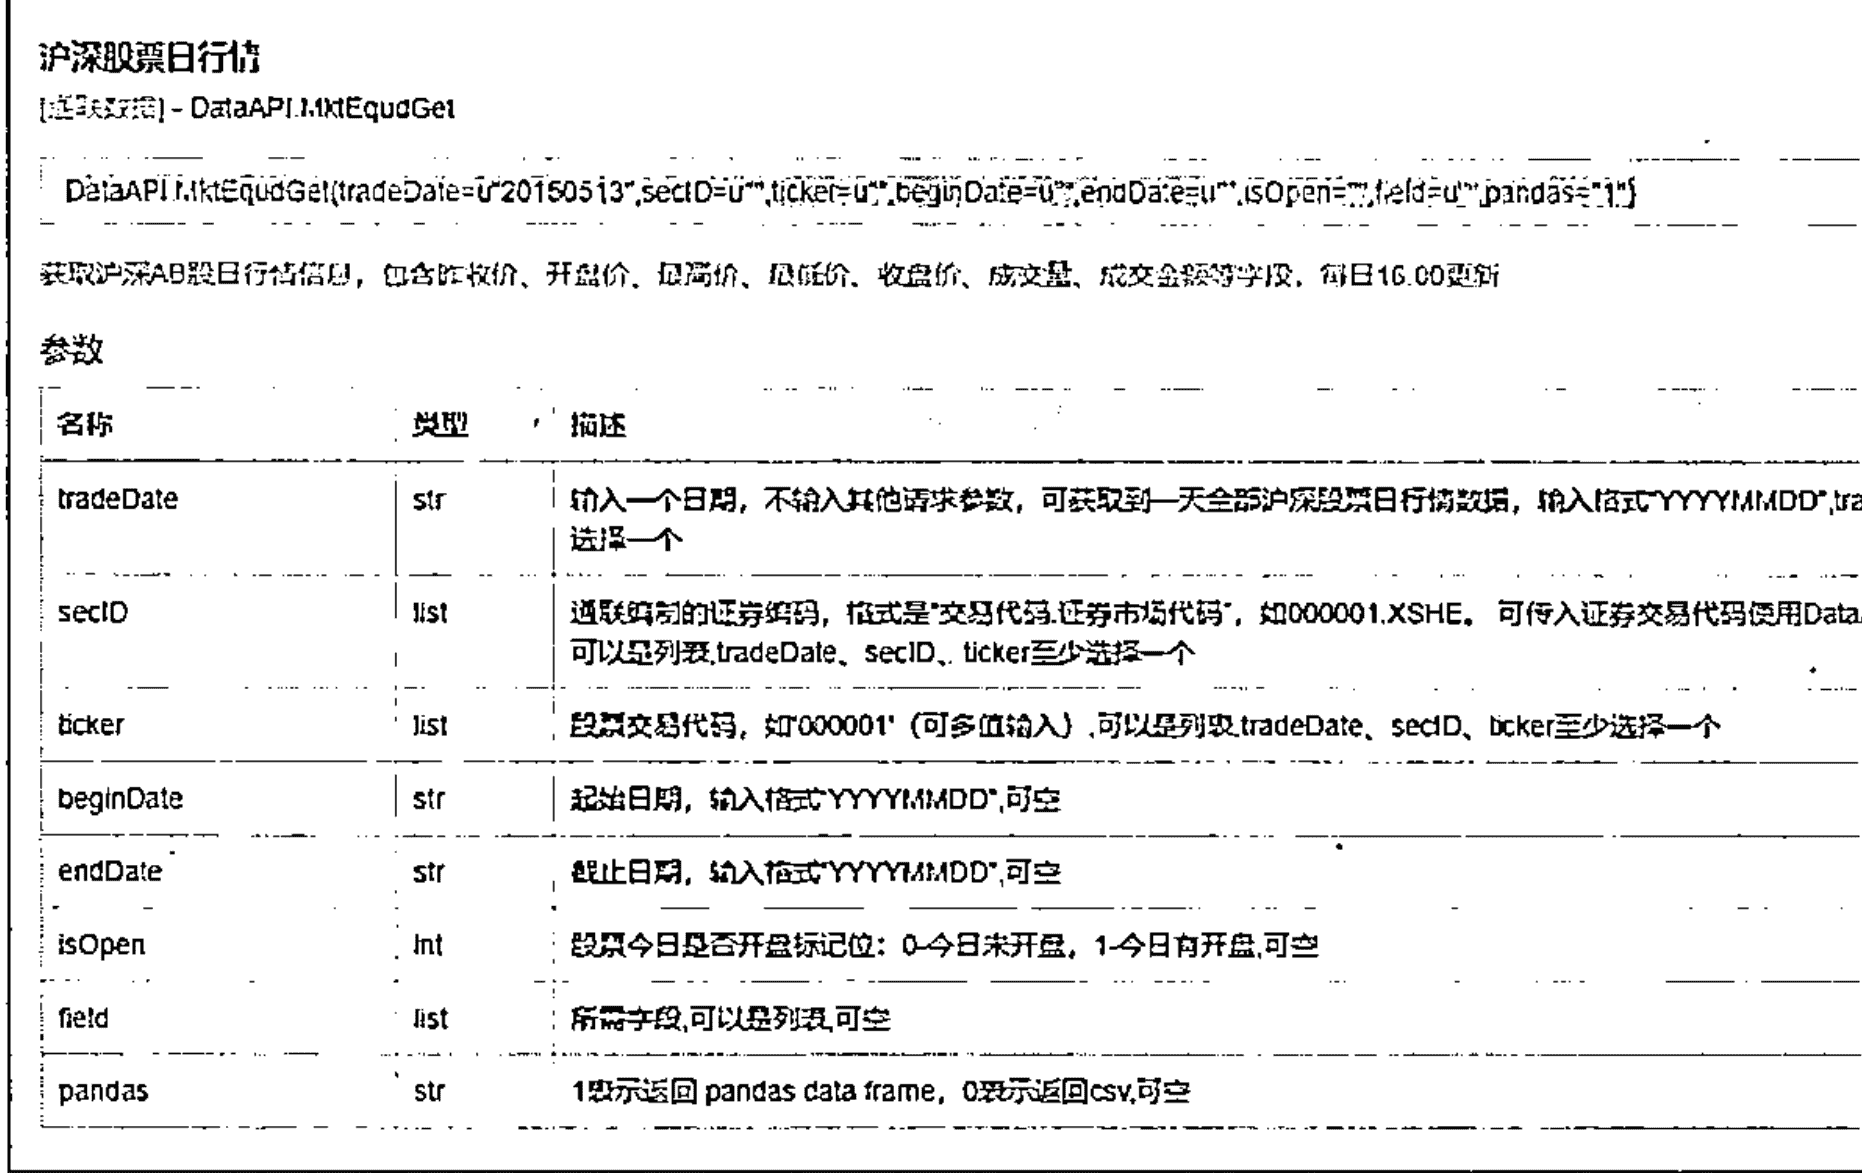 沪深股票日行情
[通联数据] - DataAPI.MktEqudGet
DataAPI.MktEqudGet(tradeDate=u"20150513",secID=u"",ticker=u"",beginDate=u"",endDate=u"",isOpen="",field=u"",pandas="1")
获取沪深AB股日行情信息，包含昨收价、开盘价、最高价、最低价、收盘价、成交量、成交金额等字段，每日16:00更新
参数
名称 类型 描述
tradeDate str 输入一个日期，不输入其他请求参数，可获取到一天全部沪深股票日行情数据，输入格式"YYYYMMDD",tra
选择一个
secID list 通联编制的证券编码，格式是"交易代码.证券市场代码"，如000001.XSHE。 可传入证券交易代码使用Data
可以是列表,tradeDate、secID、ticker至少选择一个
ticker list 股票交易代码，如'000001'（可多值输入）,可以是列表,tradeDate、secID、ticker至少选择一个
beginDate str 起始日期，输入格式"YYYYMMDD",可空
endDate str 截止日期，输入格式"YYYYMMDD",可空
isOpen int 股票今日是否开盘标记位：0-今日未开盘，1-今日有开盘,可空
field list 所需字段,可以是列表,可空
pandas str 1表示返回 pandas data frame，0表示返回csv,可空